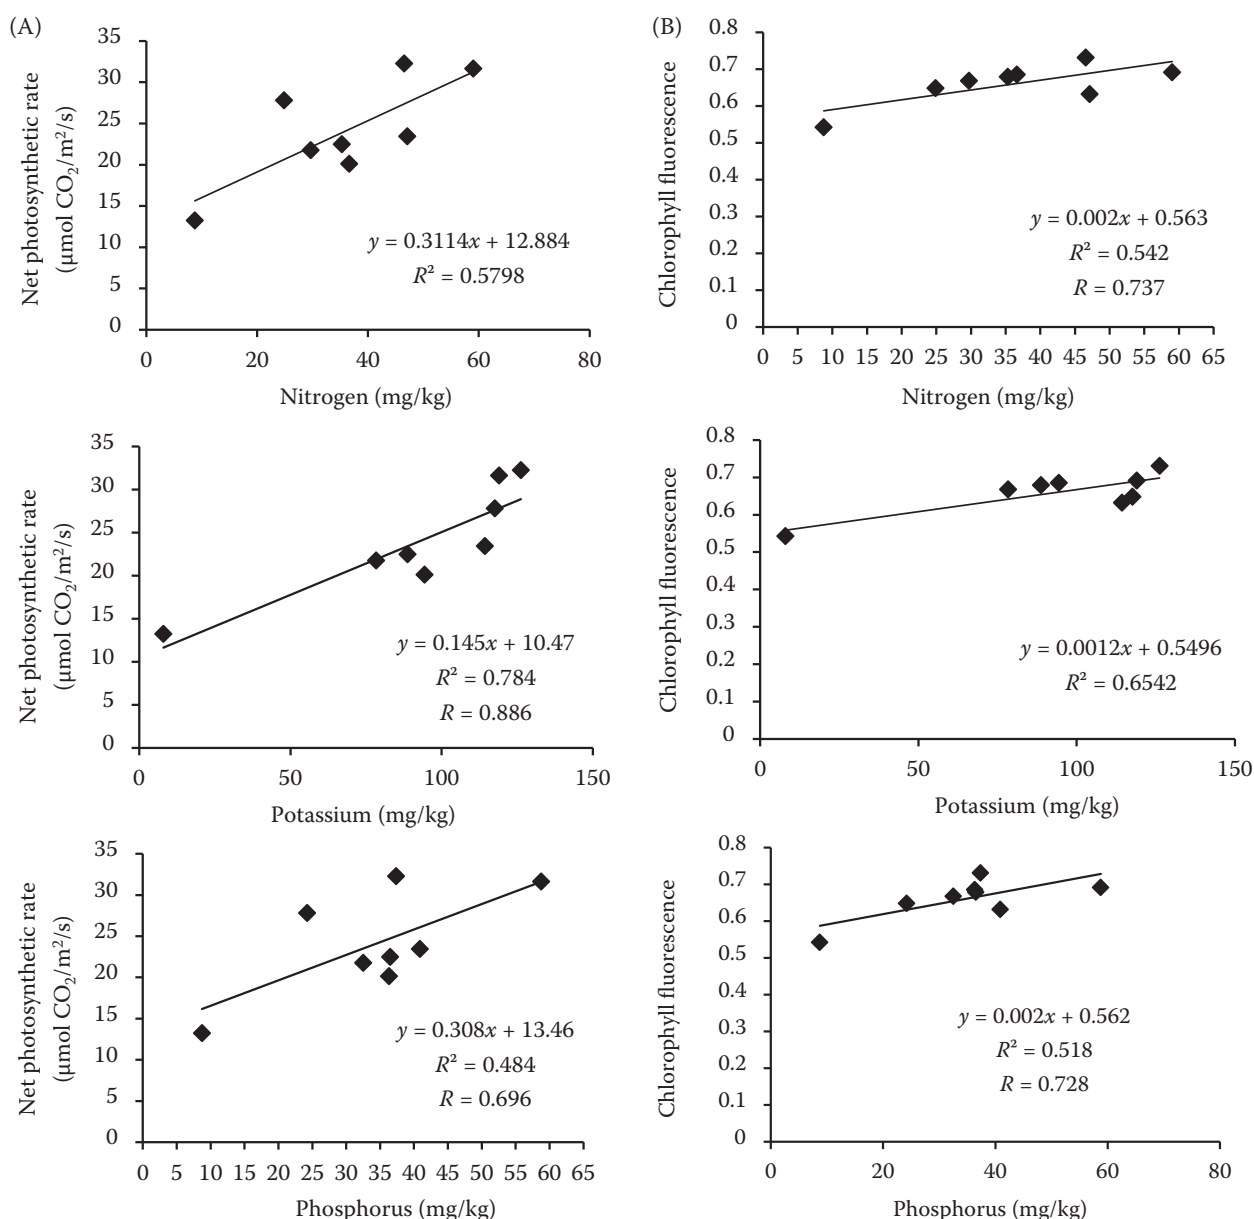 (A)
Net photosynthetic rate
(μmol CO₂/m²/s)
35
30
25
20
15
10
5
0
0 20 40 60 80
Nitrogen (mg/kg)
y = 0.3114x + 12.884
R² = 0.5798
(B)
Chlorophyll fluorescence
0.8
0.7
0.6
0.5
0.4
0.3
0.2
0.1
0
0 5 10 15 20 25 30 35 40 45 50 55 60 65
Nitrogen (mg/kg)
y = 0.002x + 0.563
R² = 0.542
R = 0.737
Net photosynthetic rate
(μmol CO₂/m²/s)
35
30
25
20
15
10
5
0
0 50 100 150
Potassium (mg/kg)
y = 0.145x + 10.47
R² = 0.784
R = 0.886
Chlorophyll fluorescence
0.8
0.7
0.6
0.5
0.4
0.3
0.2
0.1
0
0 50 100 150
Potassium (mg/kg)
y = 0.0012x + 0.5496
R² = 0.6542
Net photosynthetic rate
(μmol CO₂/m²/s)
35
30
25
20
15
10
5
0
0 5 10 15 20 25 30 35 40 45 50 55 60 65
Phosphorus (mg/kg)
y = 0.308x + 13.46
R² = 0.484
R = 0.696
Chlorophyll fluorescence
0.8
0.7
0.6
0.5
0.4
0.3
0.2
0.1
0
0 20 40 60 80
Phosphorus (mg/kg)
y = 0.002x + 0.562
R² = 0.518
R = 0.728